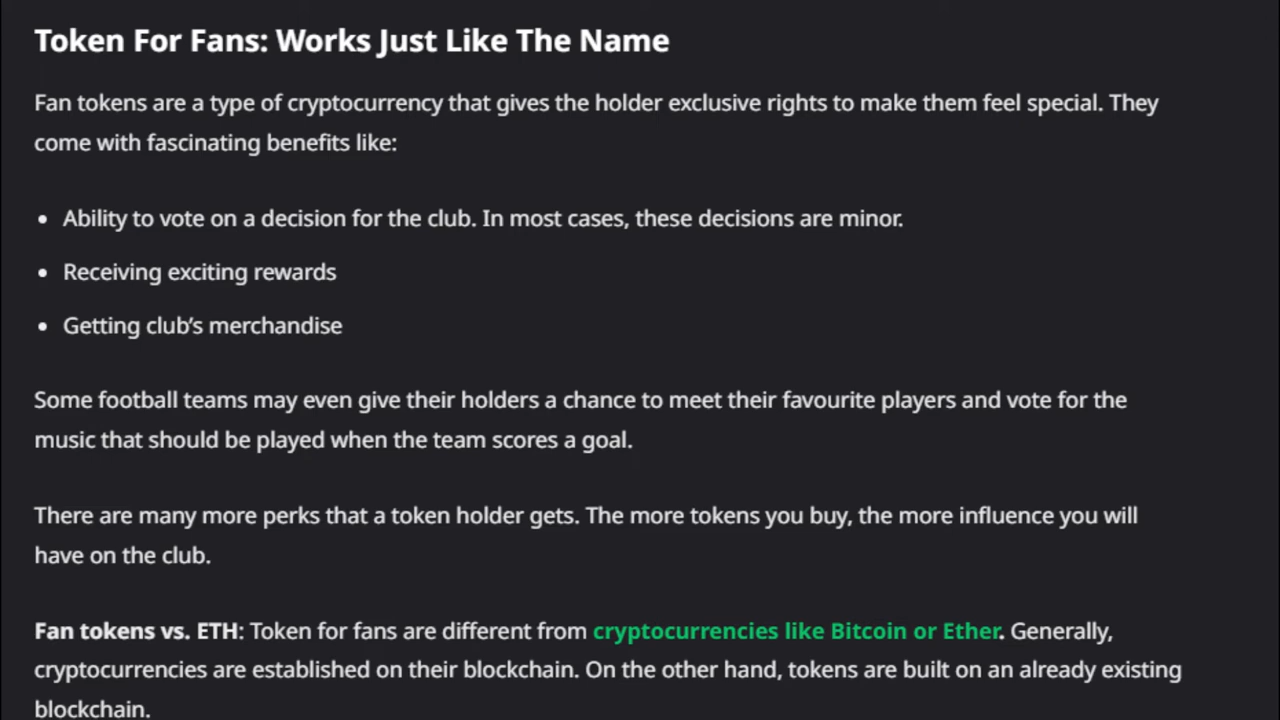 Token For Fans: Works Just Like The Name
Fan tokens are a type of cryptocurrency that gives the holder exclusive rights to make them feel special. They
come with fascinating benefits like:
• Ability to vote on a decision for the club. In most cases, these decisions are minor.
• Receiving exciting rewards
• Getting club’s merchandise
Some football teams may even give their holders a chance to meet their favourite players and vote for the
music that should be played when the team scores a goal.
There are many more perks that a token holder gets. The more tokens you buy, the more influence you will
have on the club.
Fan tokens vs. ETH: Token for fans are different from cryptocurrencies like Bitcoin or Ether. Generally,
cryptocurrencies are established on their blockchain. On the other hand, tokens are built on an already existing
blockchain.